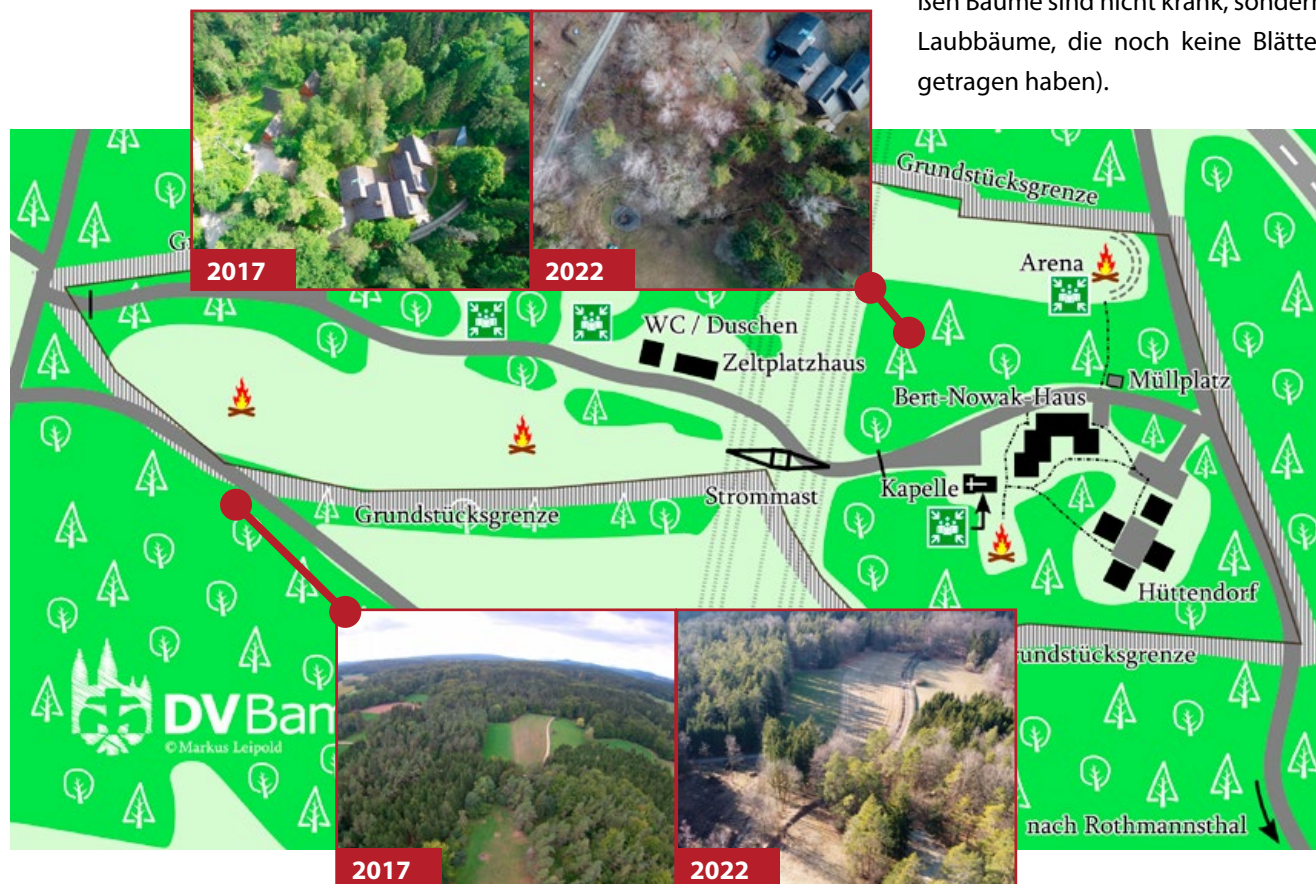 ßen Bäume sind nicht krank, sondern
Laubbäume, die noch keine Blätter
getragen haben).
2017
2022
Grundstücksgrenze
Arena
WC / Duschen
Zeltplatzhaus
Müllplatz
Bert-Nowak-Haus
Strommast
Kapelle
Grundstücksgrenze
Hüttendorf
undstücksgrenze
DVBam
©Markus Leipold
nach Rothmannsthal
2017
2022